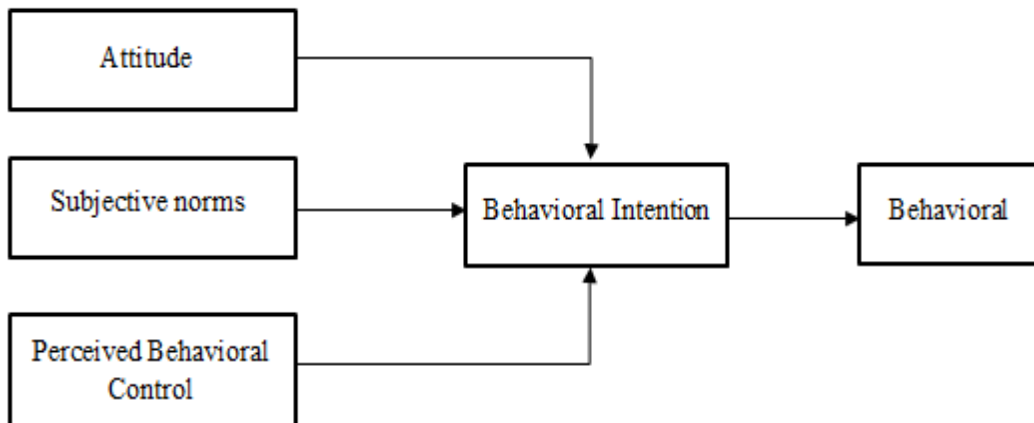 Attitude
Subjective norms
Behavioral Intention
Behavioral
Perceived Behavioral
Control